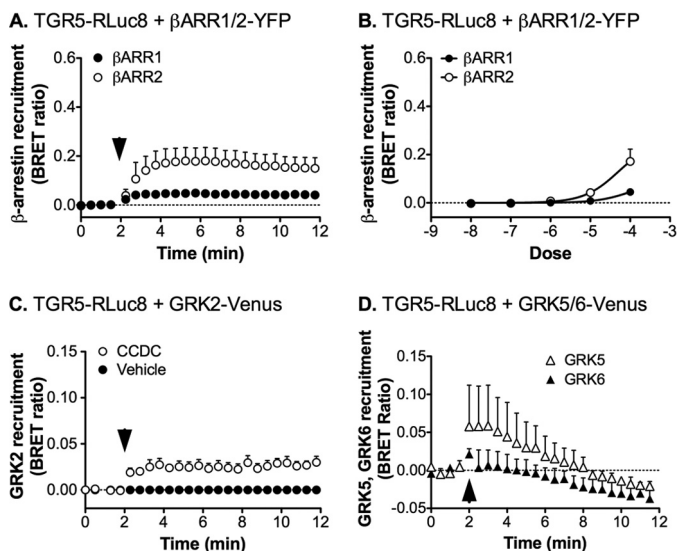 A. TGR5-RLuc8 + βARR1/2-YFP
β-arrestin recruitment
(BRET ratio)
0.6
0.4
0.2
0.0
βARR1
βARR2
0 2 4 6 8 10 12
Time (min)
B. TGR5-RLuc8 + βARR1/2-YFP
β-arrestin recruitment
(BRET ratio)
0.6
0.4
0.2
0.0
βARR1
βARR2
-9 -8 -7 -6 -5 -4 -3
Dose
C. TGR5-RLuc8 + GRK2-Venus
GRK2 recruitment
(BRET ratio)
0.15
0.10
0.05
0.00
CCDC
Vehicle
0 2 4 6 8 10 12
Time (min)
D. TGR5-RLuc8 + GRK5/6-Venus
GRK5, GRK6 recruitment
(BRET Ratio)
0.15
0.10
0.05
0.00
-0.05
GRK5
GRK6
0 2 4 6 8 10 12
Time (min)